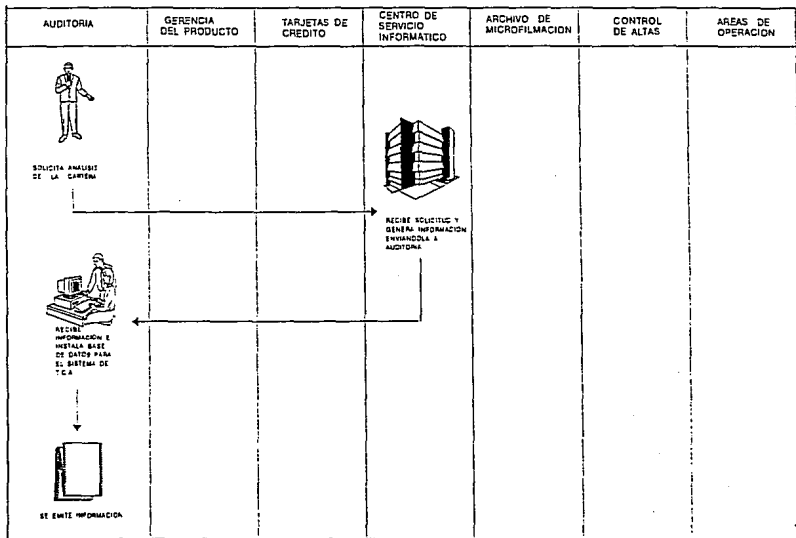 AUDITORIA
GERENCIA
DEL PRODUCTO
TARJETAS DE
CREDITO
CENTRO DE
SERVICIO
INFORMATICO
ARCHIVO DE
MICROFILMACION
CONTROL
DE ALTAS
AREAS DE
OPERACION
SOLICITA ANALISIS
DE LA CARTERA
RECIBE SOLICITUD Y
GENERA INFORMACION
ENVIANDOLA A
AUDITORIA
RECIBE
INFORMACION E
INSTALA BASE
DE DATOS PARA
EL SISTEMA DE
T.C.A
SE EMITE INFORMACION